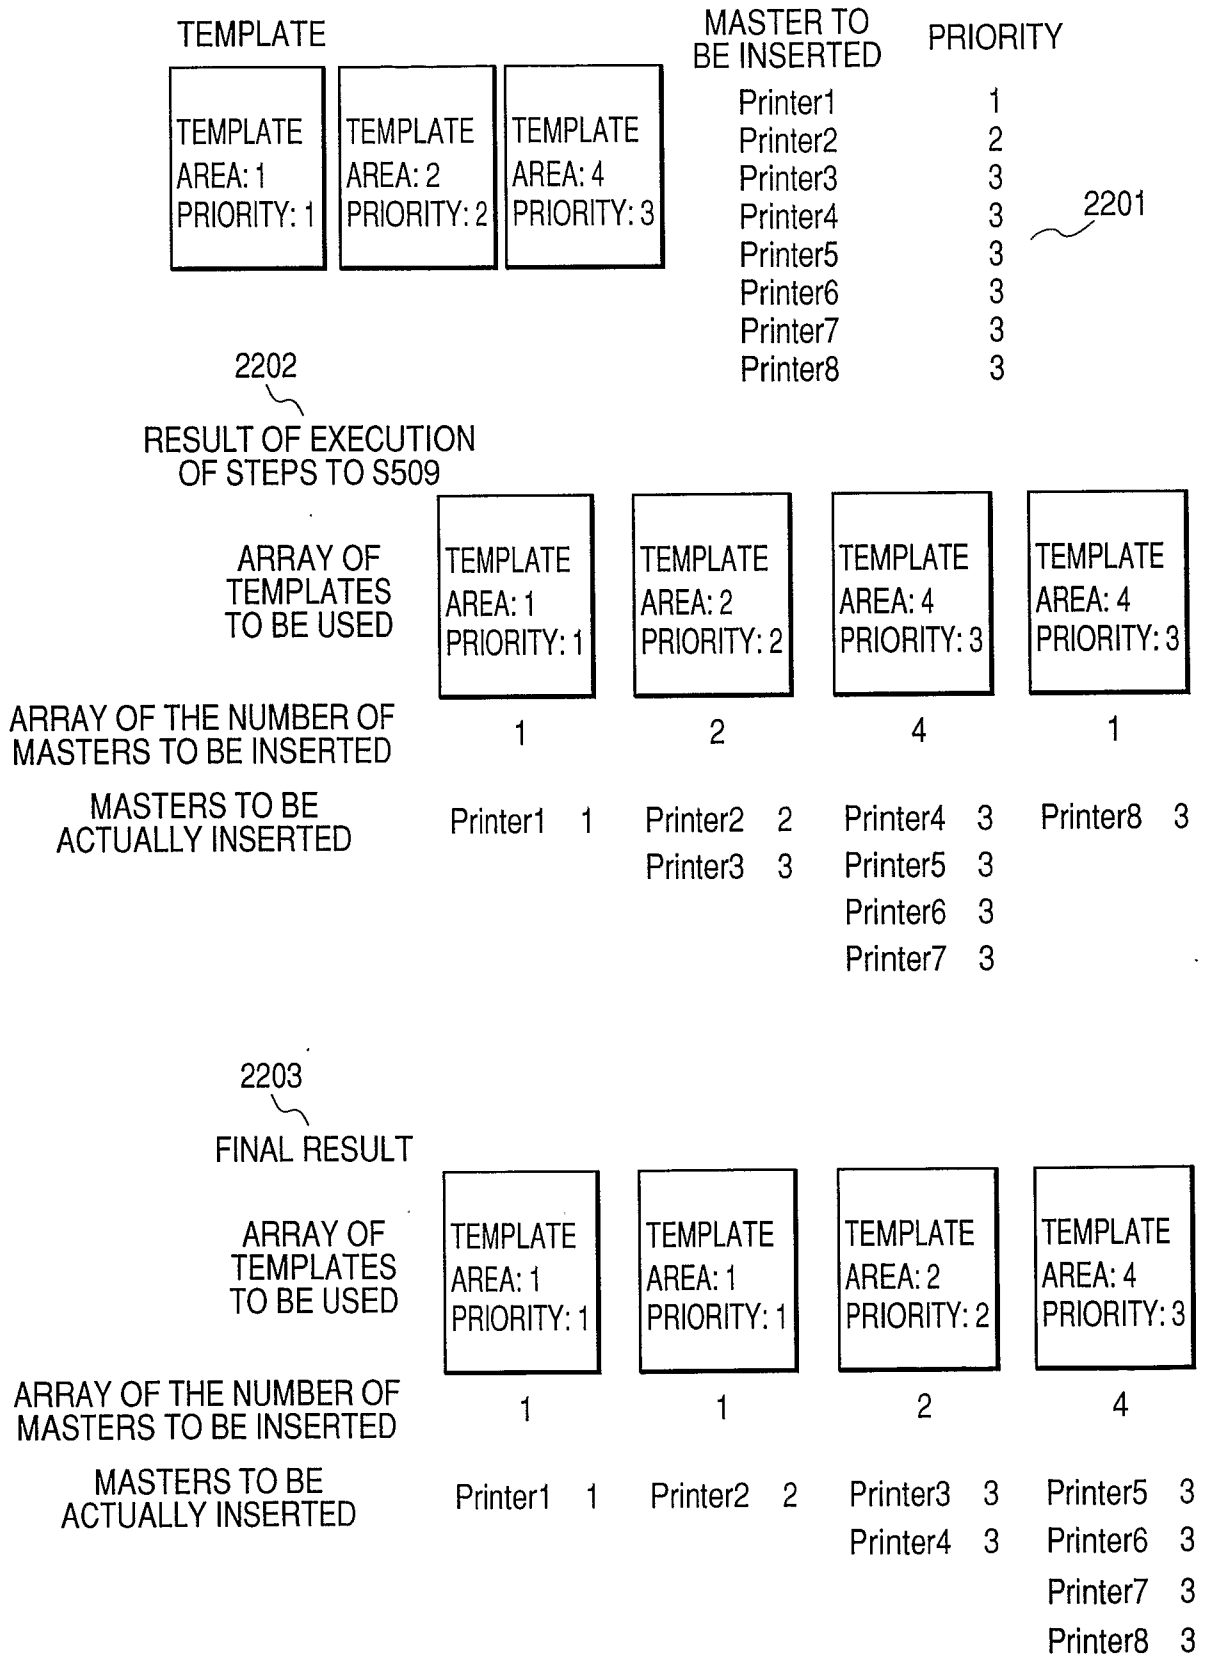 TEMPLATE
TEMPLATE
AREA: 1
PRIORITY: 1
TEMPLATE
AREA: 2
PRIORITY: 2
TEMPLATE
AREA: 4
PRIORITY: 3
MASTER TO
BE INSERTED
PRIORITY
Printer1 1
Printer2 2
Printer3 3
Printer4 3
Printer5 3
Printer6 3
Printer7 3
Printer8 3
2201
2202
RESULT OF EXECUTION
OF STEPS TO S509
ARRAY OF
TEMPLATES
TO BE USED
TEMPLATE
AREA: 1
PRIORITY: 1
TEMPLATE
AREA: 2
PRIORITY: 2
TEMPLATE
AREA: 4
PRIORITY: 3
TEMPLATE
AREA: 4
PRIORITY: 3
ARRAY OF THE NUMBER OF
MASTERS TO BE INSERTED
1 2 4 1
MASTERS TO BE
ACTUALLY INSERTED
Printer1 1
Printer2 2
Printer3 3
Printer4 3
Printer5 3
Printer6 3
Printer7 3
Printer8 3
2203
FINAL RESULT
ARRAY OF
TEMPLATES
TO BE USED
TEMPLATE
AREA: 1
PRIORITY: 1
TEMPLATE
AREA: 1
PRIORITY: 1
TEMPLATE
AREA: 2
PRIORITY: 2
TEMPLATE
AREA: 4
PRIORITY: 3
ARRAY OF THE NUMBER OF
MASTERS TO BE INSERTED
1 1 2 4
MASTERS TO BE
ACTUALLY INSERTED
Printer1 1
Printer2 2
Printer3 3
Printer4 3
Printer5 3
Printer6 3
Printer7 3
Printer8 3